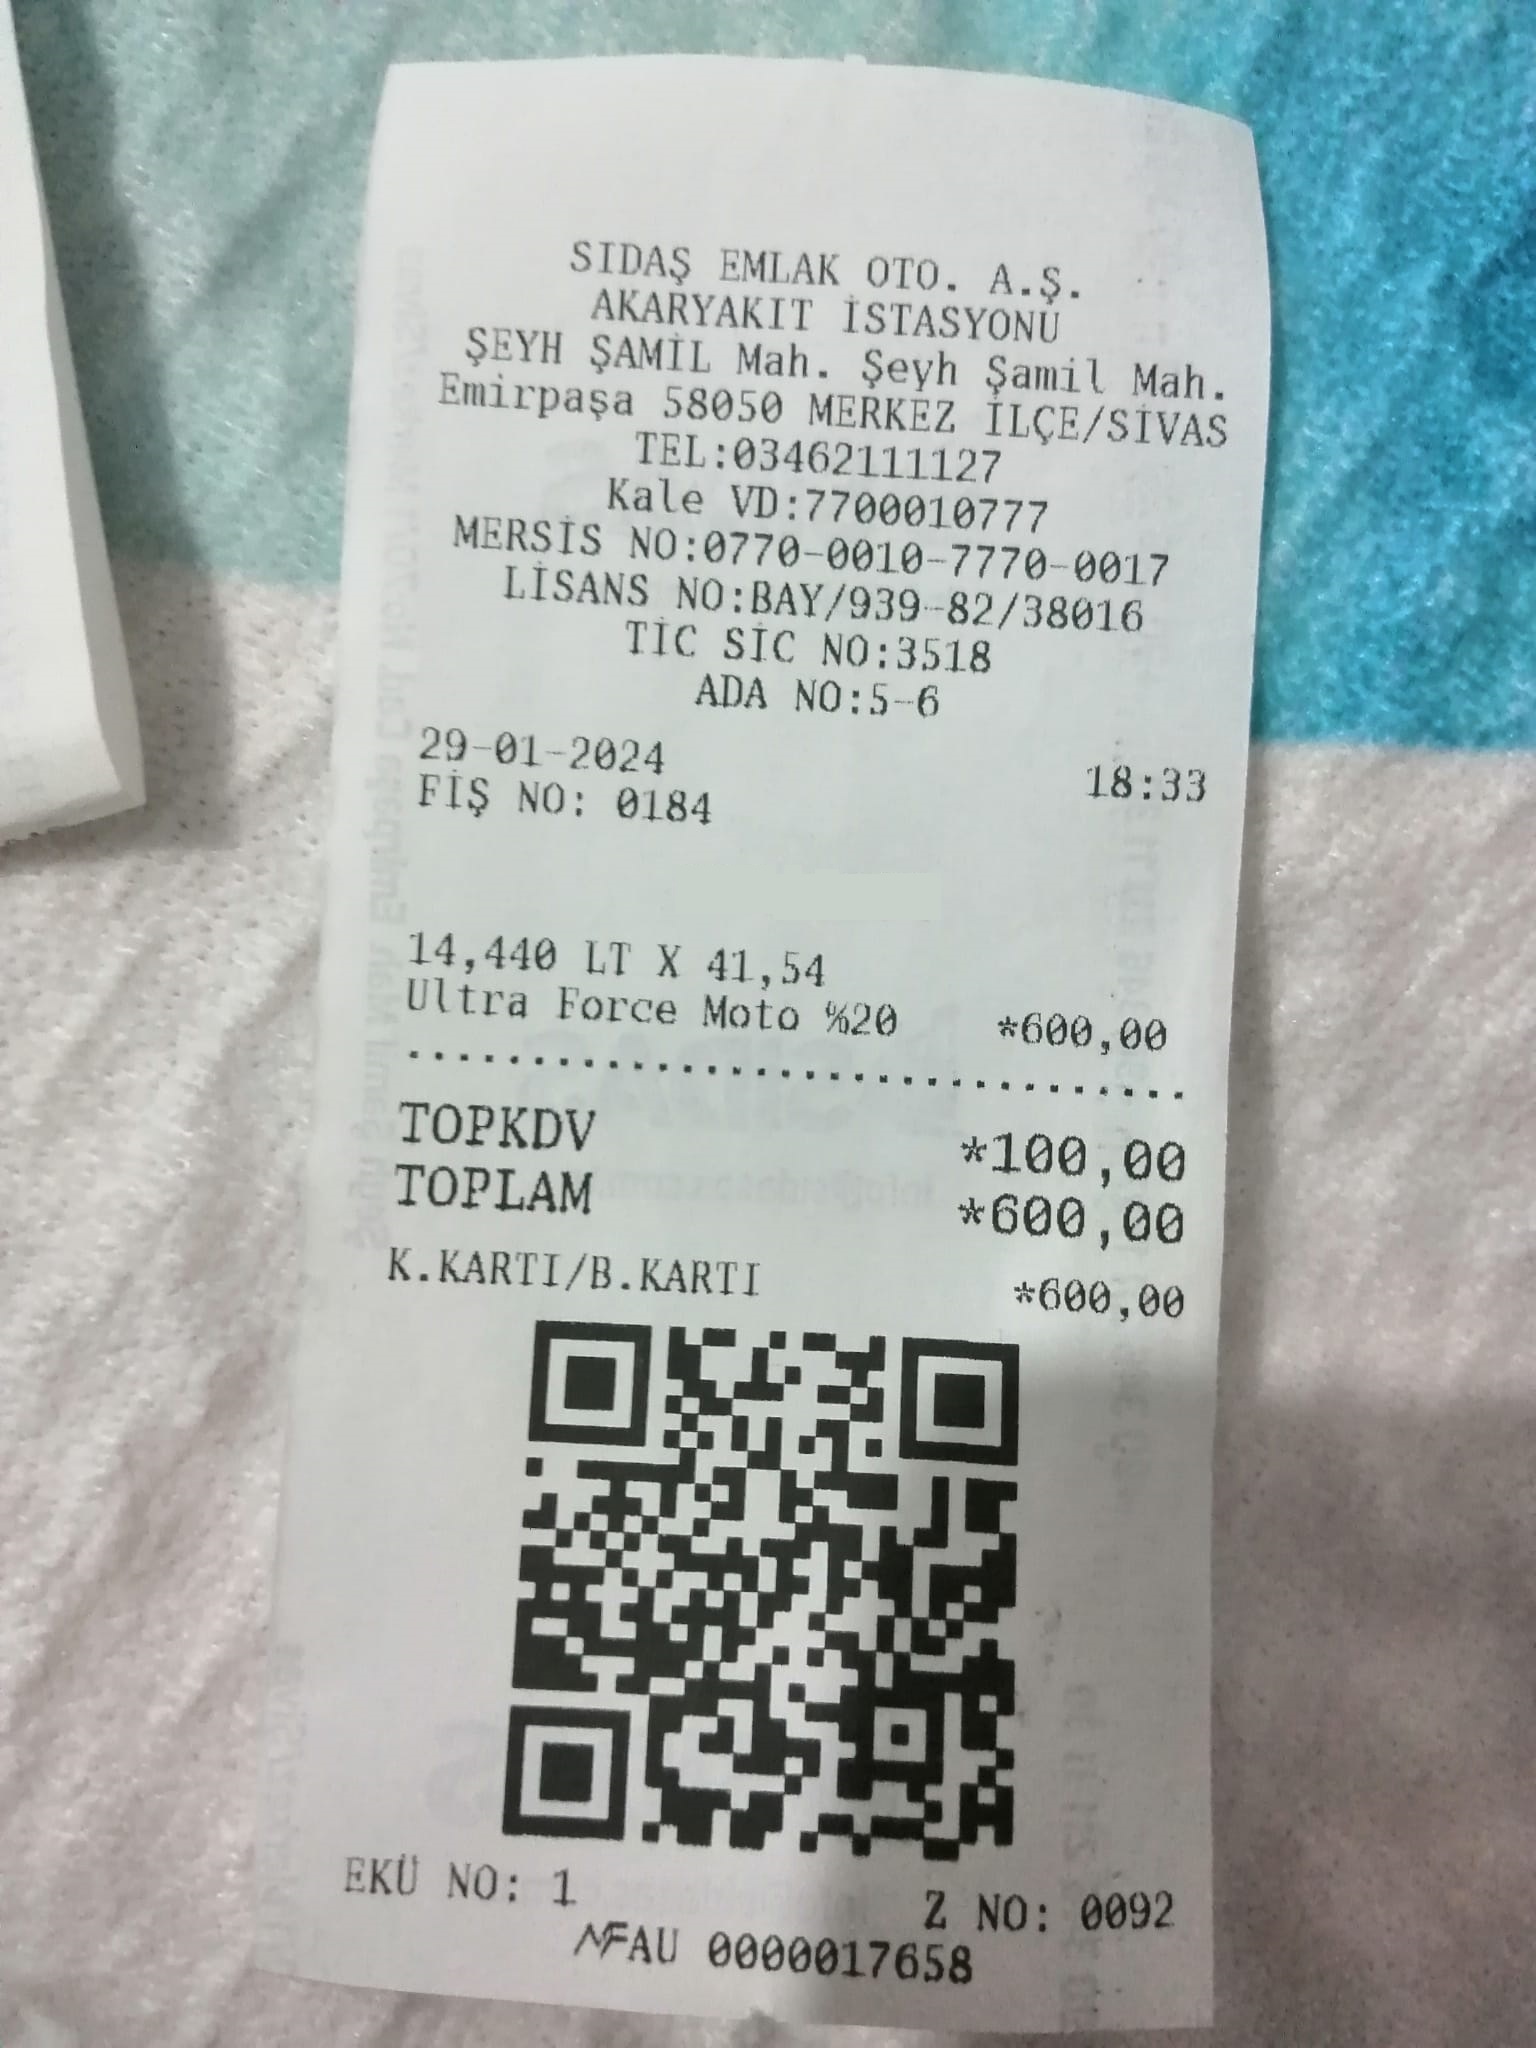 SIDAŞ EMLAK OTO. A.Ş.
AKARYAKIT İSTASYONU
ŞEYH ŞAMİL Mah. Şeyh Şamil Mah.
Emirpaşa 58050 MERKEZ İLÇE/SİVAS
TEL:03462111127
Kale VD:7700010777
MERSİS NO:0770-0010-7770-0017
LİSANS NO:BAY/939-82/38016
TİC SİC NO:3518
ADA NO:5-6
29-01-2024 18:33
FİŞ NO: 0184
14,440 LT X 41,54
Ultra Force Moto %20 *600,00
TOPKDV *100,00
TOPLAM *600,00
K.KARTI/B.KARTI *600,00
EKÜ NO: 1 Z NO: 0092
MF AU 0000017658